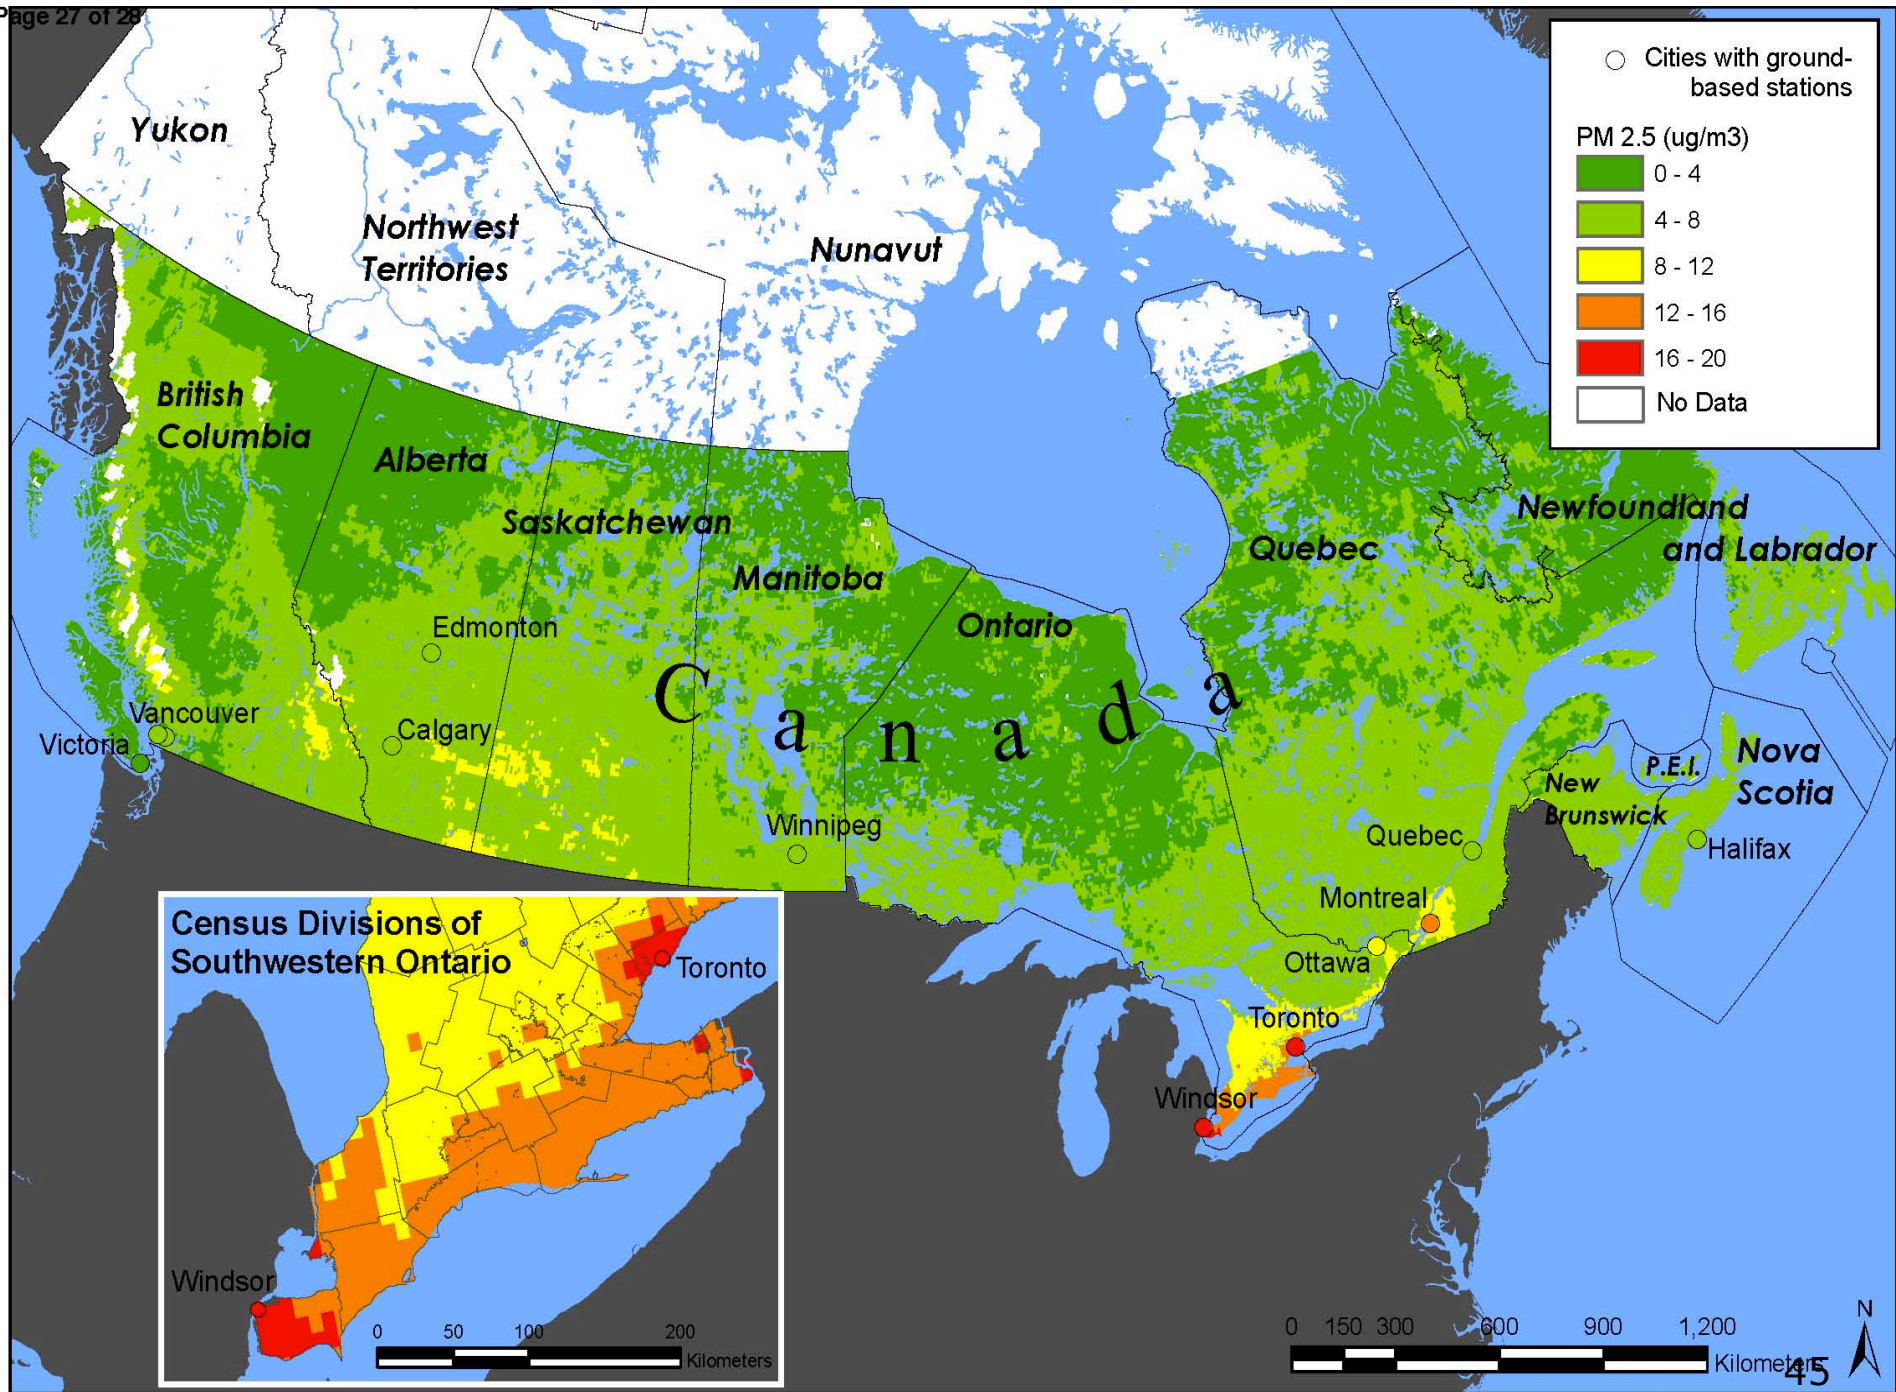 Page 27 of 28
Cities with ground-
based stations
PM 2.5 (ug/m3)
0 - 4
4 - 8
8 - 12
12 - 16
16 - 20
No Data
Yukon
Northwest
Territories
Nunavut
British
Columbia
Alberta
Saskatchewan
Manitoba
Ontario
Quebec
Newfoundland
and Labrador
Canada
Edmonton
Vancouver
Victoria
Calgary
Winnipeg
Quebec
Montreal
Ottawa
Toronto
Windsor
New
Brunswick
P.E.I.
Nova
Scotia
Halifax
Census Divisions of
Southwestern Ontario
Toronto
Windsor
0 50 100 200
Kilometers
0 150 300 600 900 1,200
Kilometers
N
45